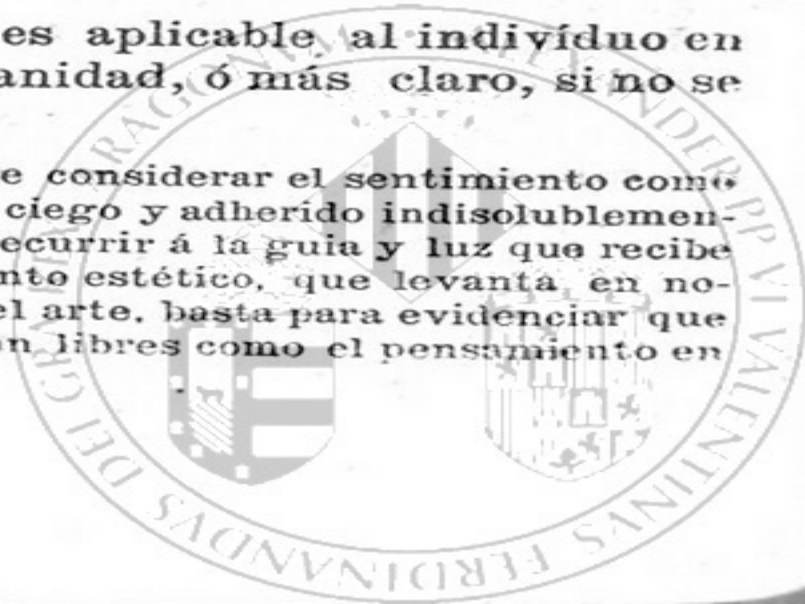 es aplicable al indivíduo en
anidad, ó más claro, si no se
e considerar el sentimiento como
ciego y adherido indisolublemen-
ecurrir á la guia y luz que recibe
nto estético, que levanta en no-
el arte. basta para evidenciar que
n libres como el pensamiento en